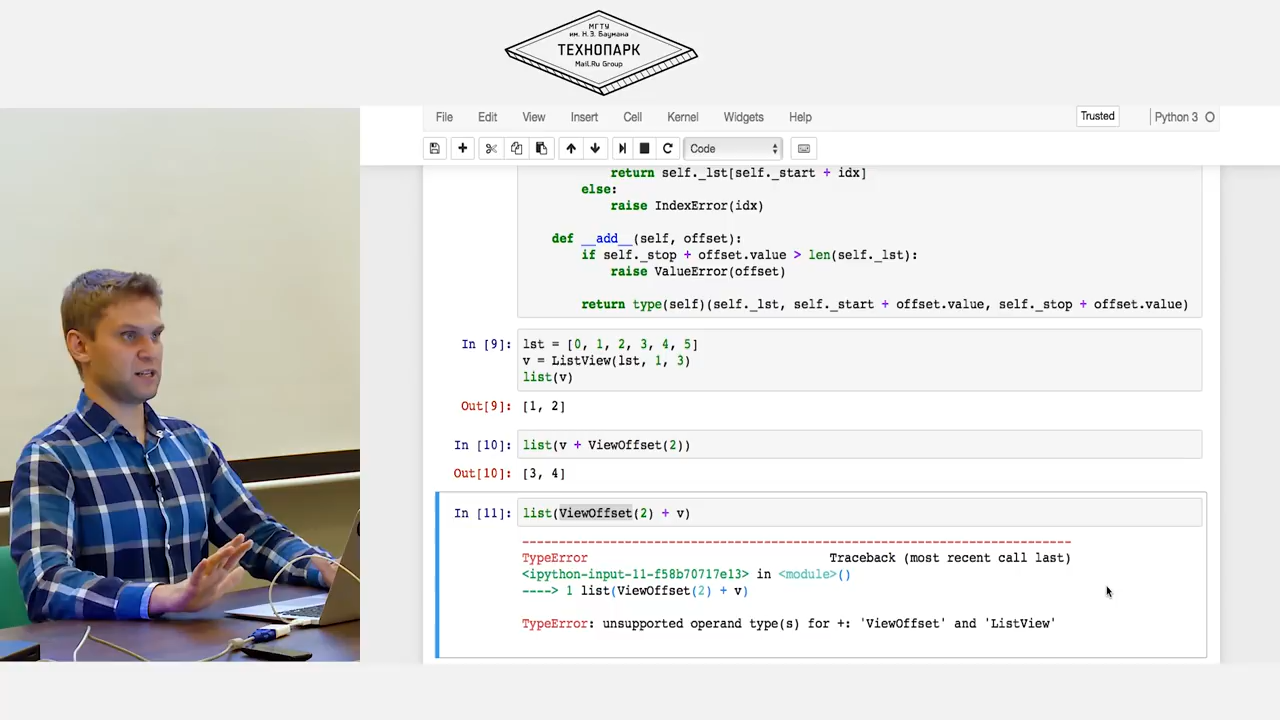 МГТУ
им. Н.Э. Баумана
ТЕХНОПАРК
Mail.Ru Group
File Edit View Insert Cell Kernel Widgets Help Trusted Python 3
Code
return self._lst[self._start + idx]
else:
raise IndexError(idx)
def __add__(self, offset):
if self._stop + offset.value > len(self._lst):
raise ValueError(offset)
return type(self)(self._lst, self._start + offset.value, self._stop + offset.value)
In [9]: lst = [0, 1, 2, 3, 4, 5]
v = ListView(lst, 1, 3)
list(v)
Out[9]: [1, 2]
In [10]: list(v + ViewOffset(2))
Out[10]: [3, 4]
In [11]: list(ViewOffset(2) + v)
---------------------------------------------------------------------------
TypeError Traceback (most recent call last)
<ipython-input-11-f58b70717e13> in <module>()
----> 1 list(ViewOffset(2) + v)
TypeError: unsupported operand type(s) for +: 'ViewOffset' and 'ListView'